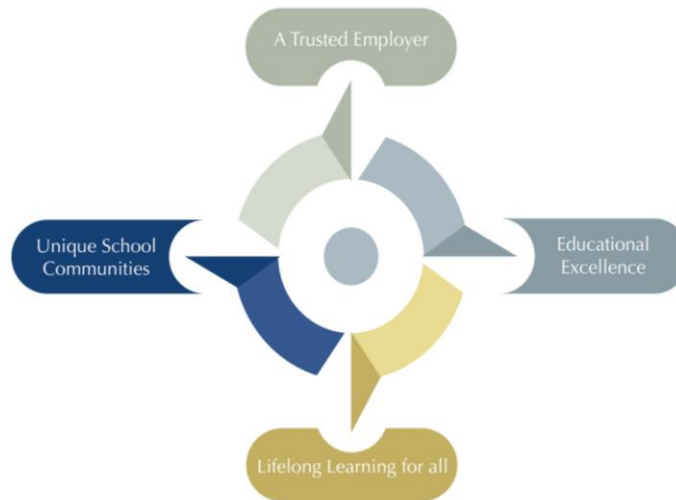 A Trusted Employer
Unique School
Communities
Educational
Excellence
Lifelong Learning for all